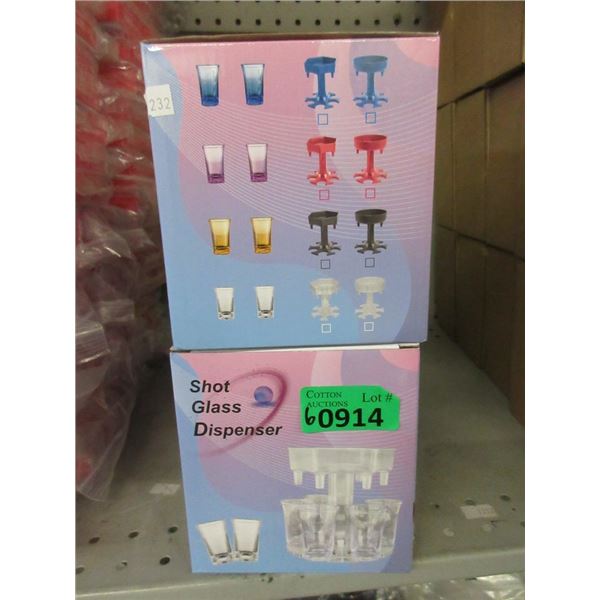 232
Shot
Glass
Dispenser
COTTON
AUCTIONS
Lot #
60914